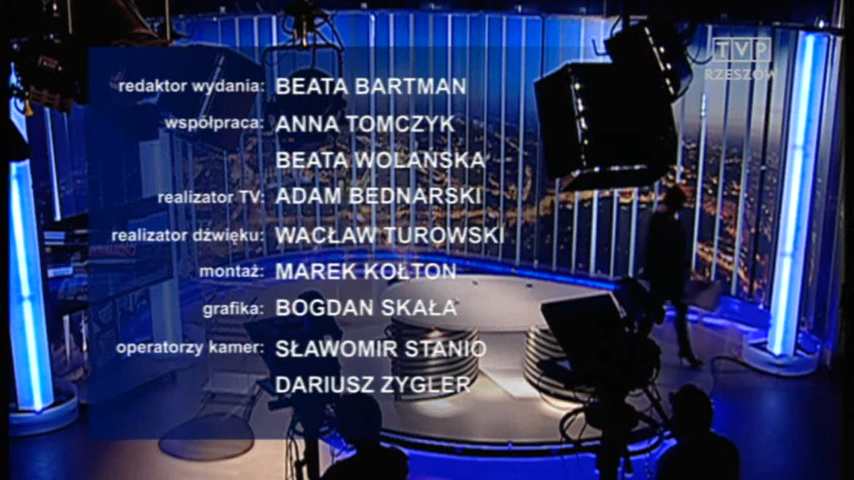 TVP
RZESZÓW
redaktor wydania: BEATA BARTMAN
współpraca: ANNA TOMCZYK
BEATA WOLAŃSKA
realizator TV: ADAM BEDNARSKI
realizator dźwięku: WACŁAW TUROWSKI
montaż: MAREK KOŁTON
grafika: BOGDAN SKAŁA
operatorzy kamer: SŁAWOMIR STANIO
DARIUSZ ZYGLER